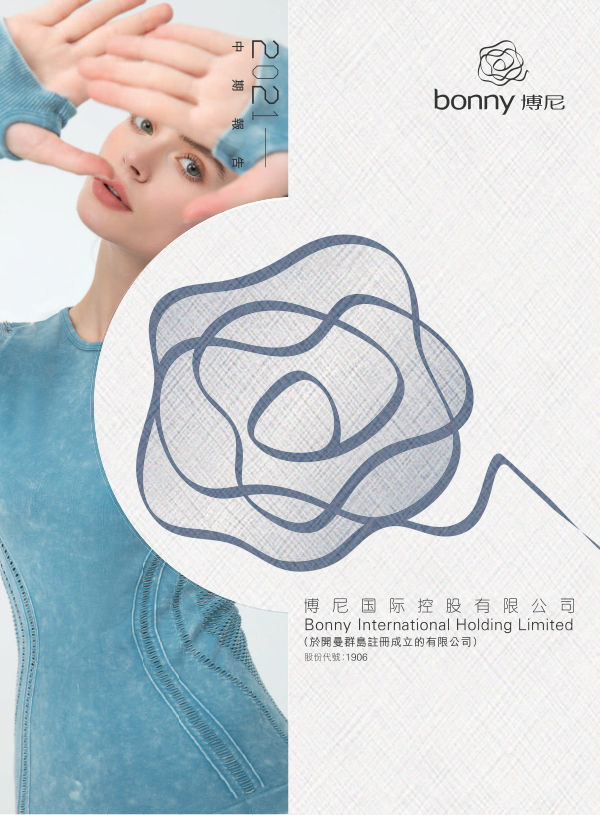 2021
中期報告
bonny 博尼
博尼国际控股有限公司
Bonny International Holding Limited
（於開曼群島註冊成立的有限公司）
股份代號：1906